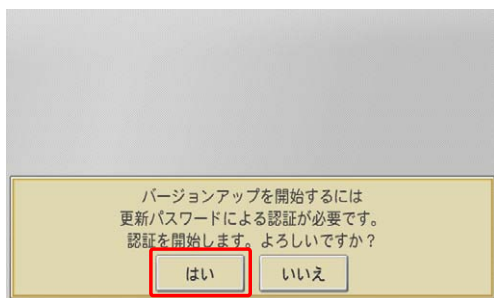 バージョンアップを開始するには
更新パスワードによる認証が必要です。
認証を開始します。よろしいですか？
はい
いいえ